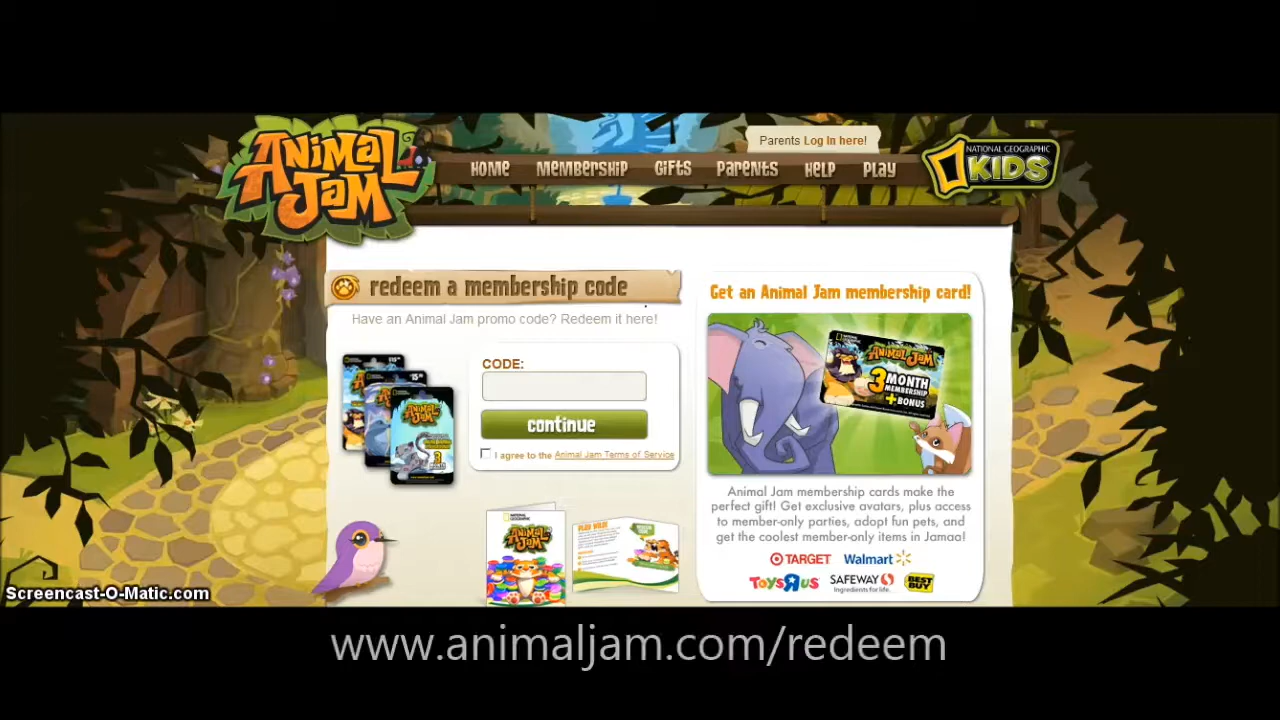 ANIMAL JAM
Parents Log In here!
HOME MEMBERSHIP GIFTS PARENTS HELP PLAY
NATIONAL GEOGRAPHIC
KIDS
redeem a membership code
Have an Animal Jam promo code? Redeem it here!
CODE:
continue
I agree to the Animal Jam Terms of Service
Get an Animal Jam membership card!
ANIMAL JAM
3 MONTH
MEMBERSHIP
+BONUS
Animal Jam membership cards make the
perfect gift! Get exclusive avatars, plus access
to member-only parties, adopt fun pets, and
get the coolest member-only items in Jamaa!
TARGET Walmart
TOYSRUS SAFEWAY BEST BUY
Ingredients for life.
ANIMAL JAM
Screencast-O-Matic.com
www.animaljam.com/redeem